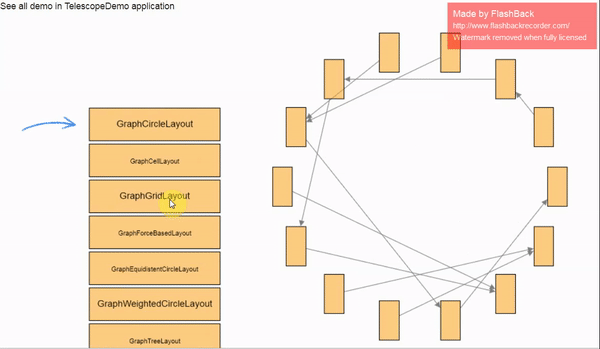 See all demo in TelescopeDemo application
Made by FlashBack
http://www.flashbackrecorder.com/
Watermark removed when fully licensed
GraphCircleLayout
GraphCellLayout
GraphGridLayout
GraphForceBasedLayout
GraphEquidistentCircleLayout
GraphWeightedCircleLayout
GraphTreeLayout